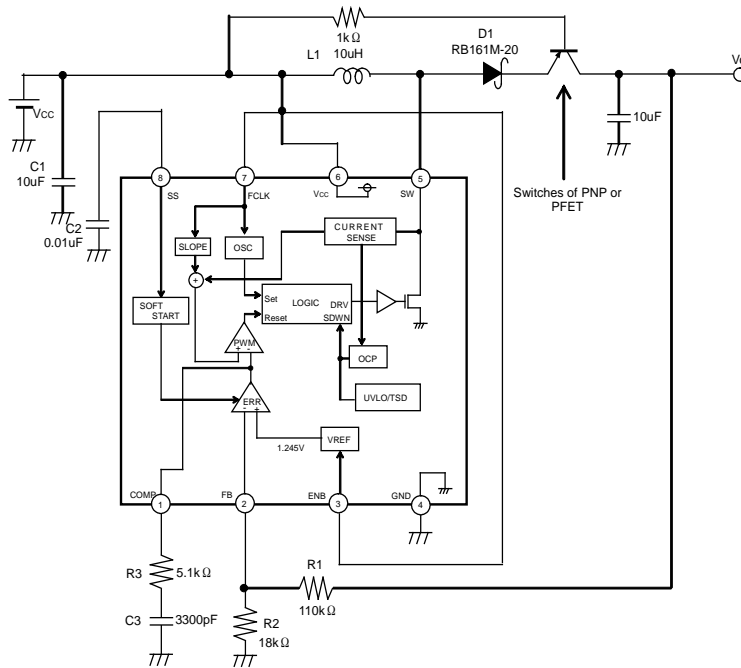 1kΩ
L1
10uH
D1
RB161M-20
VCC
10uF
C1
10uF
8
SS
7
FCLK
6
VCC
5
SW
Switches of PNP or
PFET
C2
0.01uF
SLOPE
OSC
CURRENT
SENSE
+
SOFT
START
Set
LOGIC
DRV
SDWN
Reset
PWM
+ -
OCP
ERR
- +
UVLO/TSD
1.245V
VREF
COMP
1
FB
2
ENB
3
GND
4
R3
5.1kΩ
R1
110kΩ
C3
3300pF
R2
18kΩ